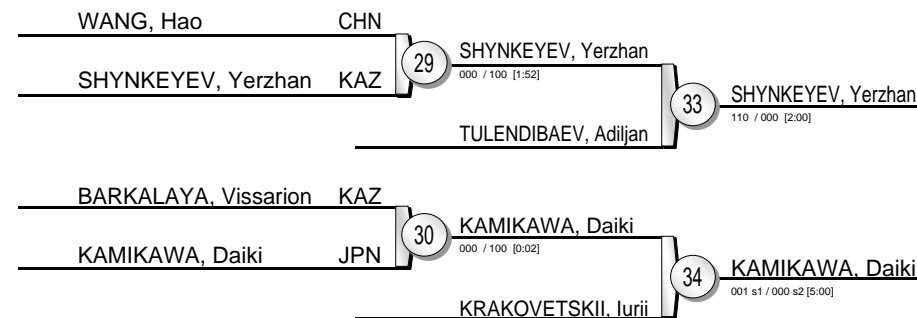 WANG, Hao CHN
SHYNKEYEV, Yerzhan KAZ
29
SHYNKEYEV, Yerzhan
000 / 100 [1:52]
TULENDIBAEV, Adiljan
33
SHYNKEYEV, Yerzhan
110 / 000 [2:00]
BARKALAYA, Vissarion KAZ
KAMIKAWA, Daiki JPN
30
KAMIKAWA, Daiki
000 / 100 [0:02]
KRAKOVETSKII, Iurii
34
KAMIKAWA, Daiki
001 s1 / 000 s2 [5:00]